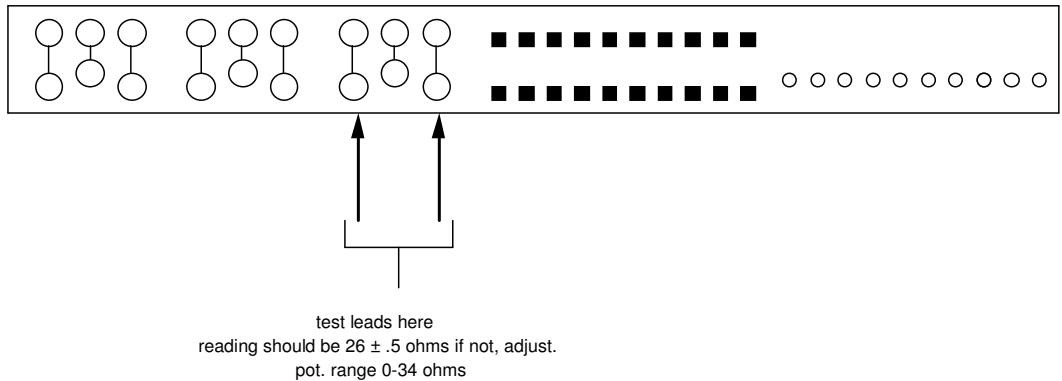 test leads here
reading should be 26 ± .5 ohms if not, adjust.
pot. range 0-34 ohms